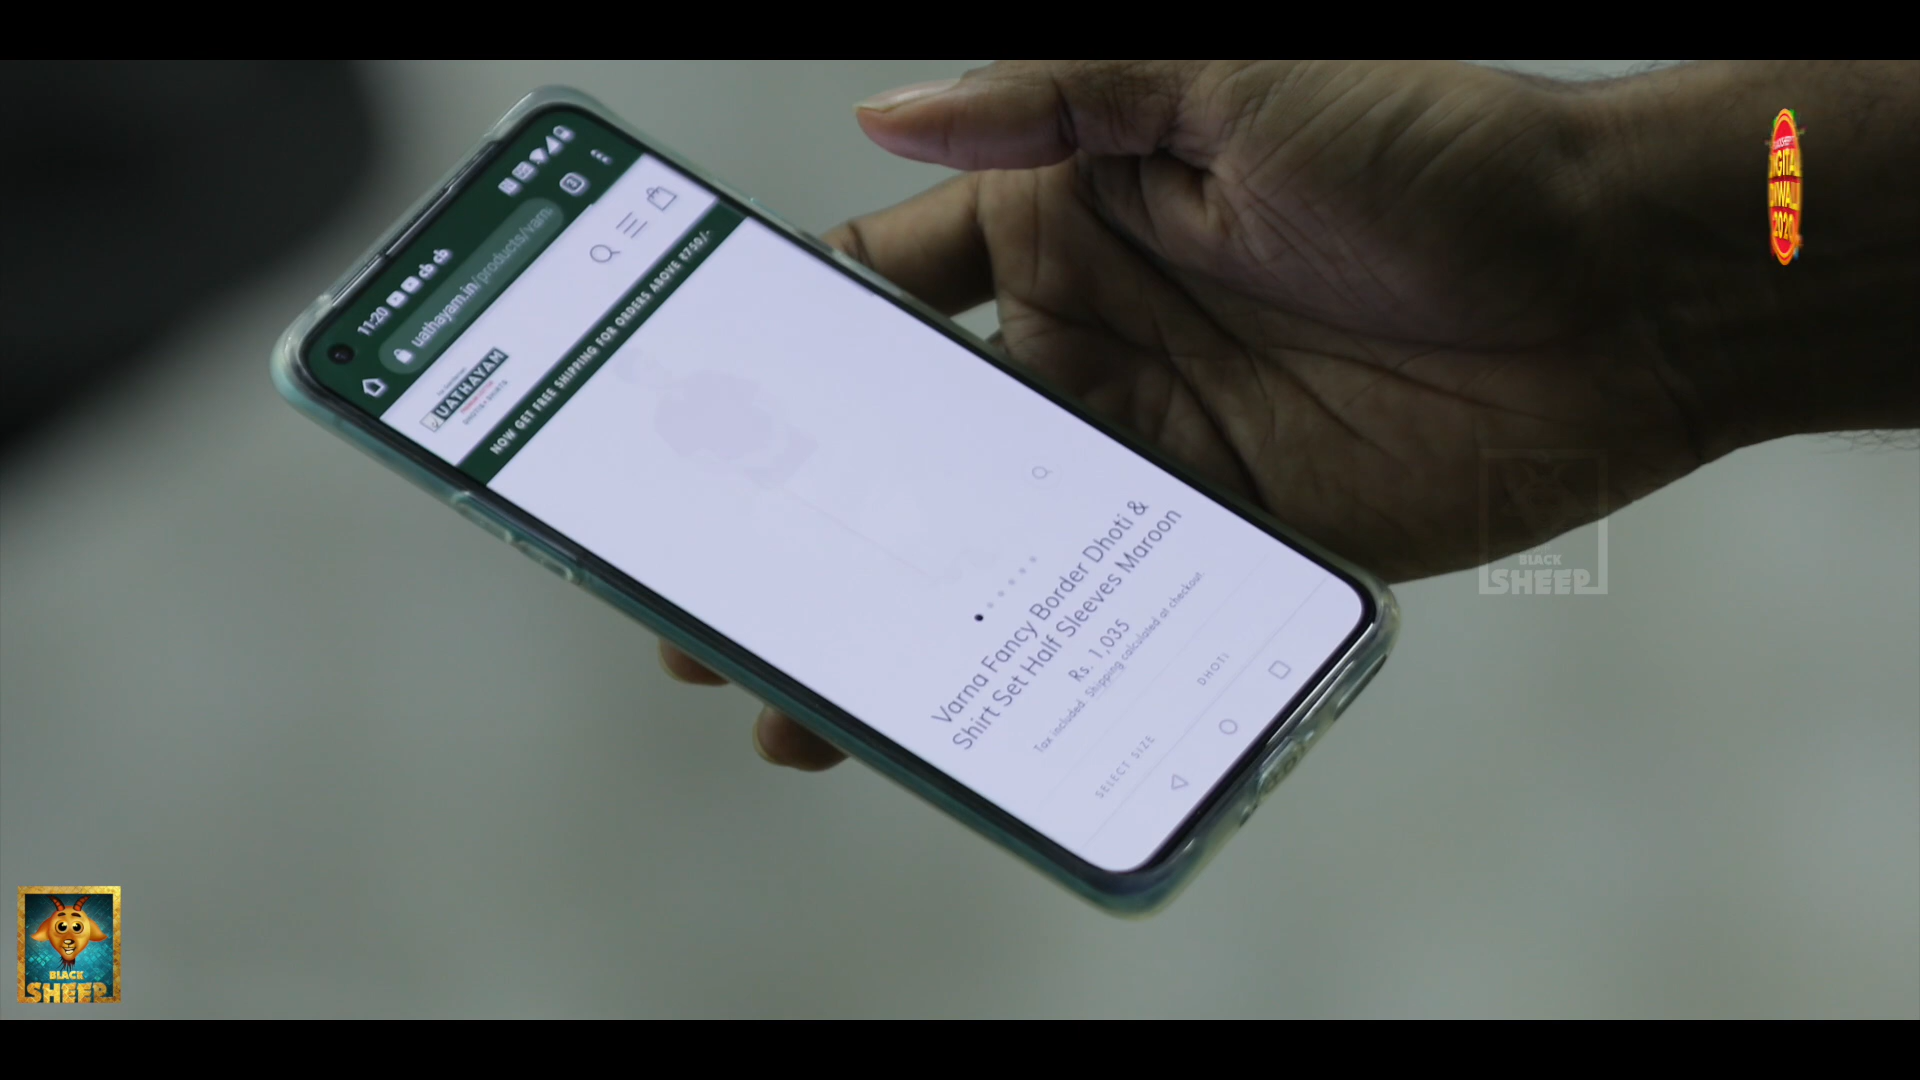 11:20
uathayam.in/products/varn
UATHAYAM
DHOTIS • SHIRTS
NOW GET FREE SHIPPING FOR ORDERS ABOVE ₹750/-
Varna Fancy Border Dhoti &
Shirt Set Half Sleeves Maroon
Rs. 1,035
Tax included. Shipping calculated at checkout.
SELECT SIZE
DHOTI
DIGITAL
DIWALI
2020
BLACK
SHEEP
BLACK
SHEEP